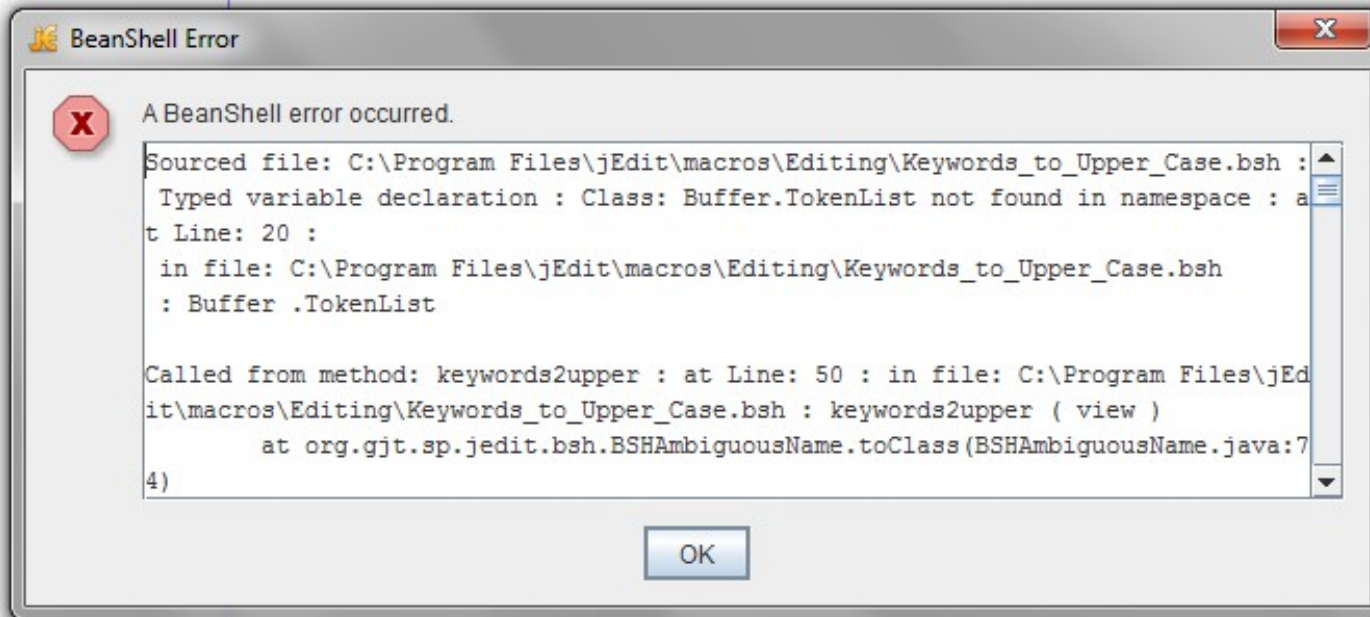 BeanShell Error
A BeanShell error occurred.
Sourced file: C:\Program Files\jEdit\macros\Editing\Keywords_to_Upper_Case.bsh :
Typed variable declaration : Class: Buffer.TokenList not found in namespace : a
t Line: 20 :
in file: C:\Program Files\jEdit\macros\Editing\Keywords_to_Upper_Case.bsh
: Buffer .TokenList
Called from method: keywords2upper : at Line: 50 : in file: C:\Program Files\jEd
it\macros\Editing\Keywords_to_Upper_Case.bsh : keywords2upper ( view )
at org.gjt.sp.jedit.bsh.BSHAmbiguousName.toClass(BSHAmbiguousName.java:7
4)
OK